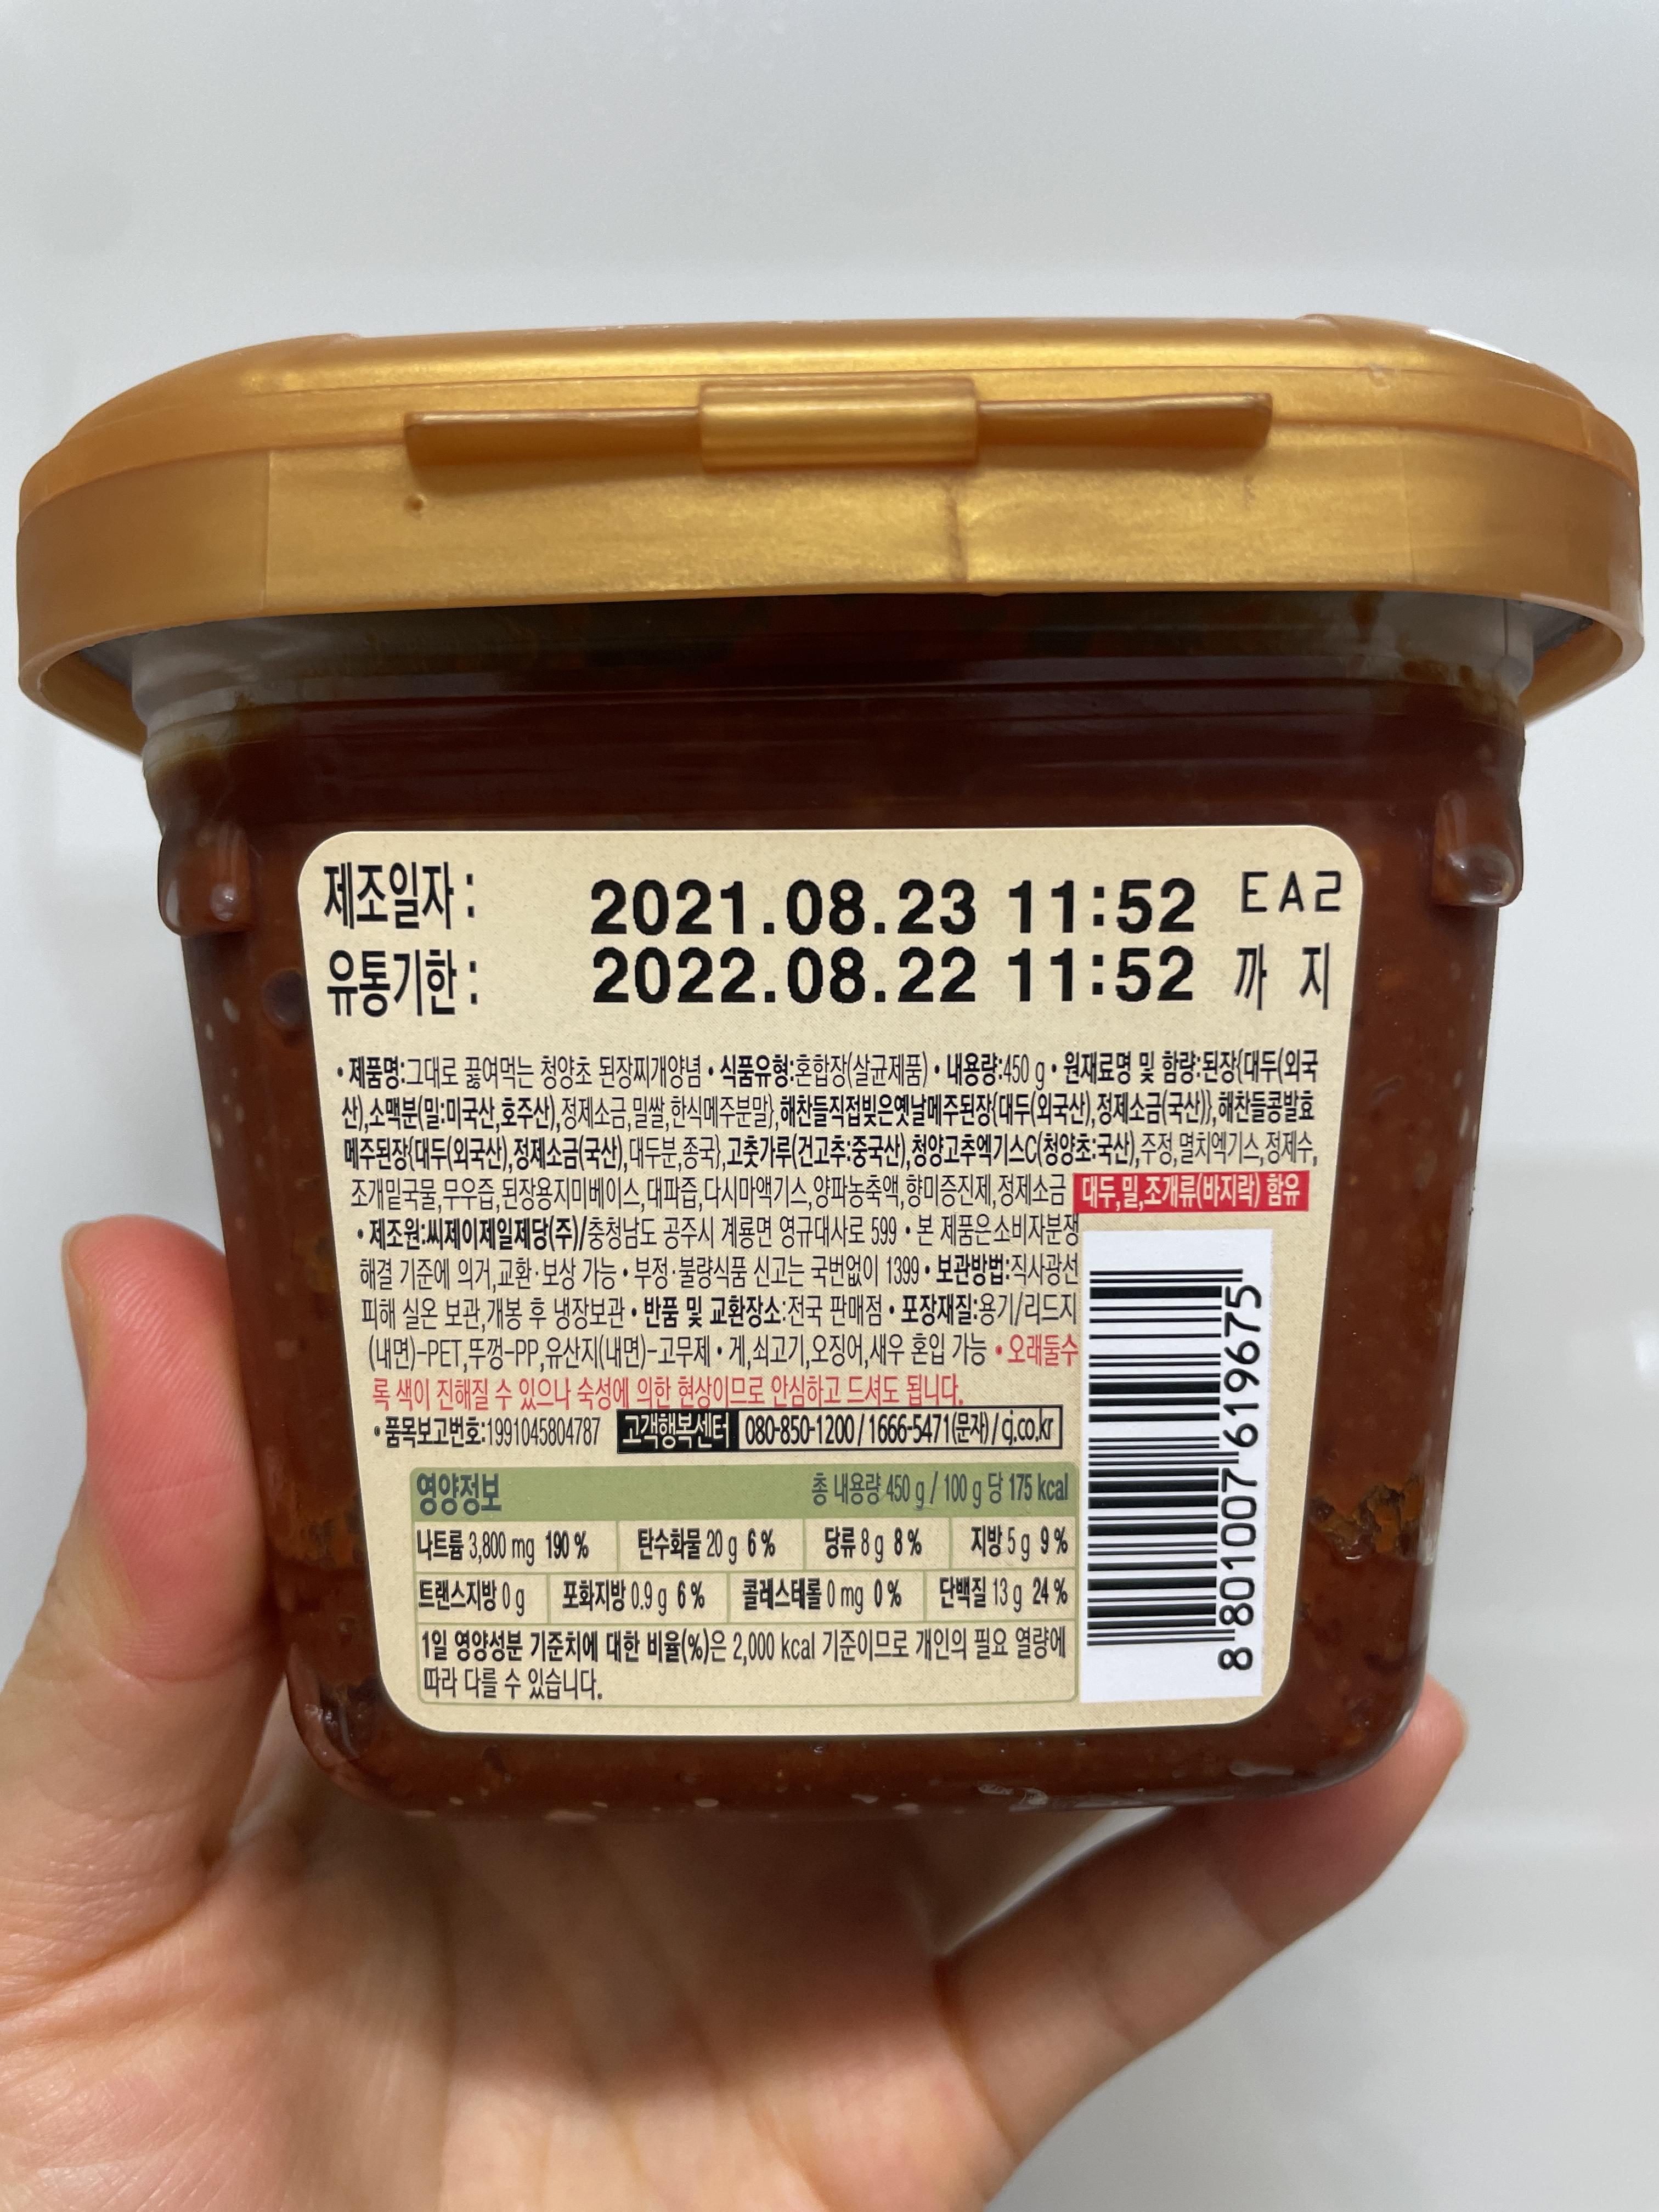 제조일자 : 2021.08.23 11:52 EA2
유통기한 : 2022.08.22 11:52 까 지
• 제품명:그대로 끓여먹는 청양초 된장찌개양념 • 식품유형:혼합장(살균제품) • 내용량:450 g • 원재료명 및 함량:된장{대두(외국
산),소맥분(밀:미국산,호주산),정제소금,밀쌀,한식메주분말},해찬들직접빚은옛날메주된장{대두(외국산),정제소금(국산)},해찬들콩발효
메주된장{대두(외국산),정제소금(국산),대두분,종국},고춧가루(건고추:중국산),청양고추엑기스C(청양초:국산),주정,멸치엑기스,정제수,
조개밑국물,무우즙,된장용지미베이스,대파즙,다시마액기스,양파농축액,향미증진제,정제소금 대두,밀,조개류(바지락) 함유
• 제조원:씨제이제일제당(주)/충청남도 공주시 계룡면 영규대사로 599 • 본 제품은소비자분쟁
해결 기준에 의거,교환·보상 가능 • 부정·불량식품 신고는 국번없이 1399 • 보관방법:직사광선
피해 실온 보관,개봉 후 냉장보관 • 반품 및 교환장소:전국 판매점 • 포장재질:용기/리드지
(내면)-PET,뚜껑-PP,유산지(내면)-고무제 • 게,쇠고기,오징어,새우 혼입 가능 • 오래둘수
록 색이 진해질 수 있으나 숙성에 의한 현상이므로 안심하고 드셔도 됩니다.
• 품목보고번호:1991045804787 고객행복센터 080-850-1200 / 1666-5471(문자) / cj.co.kr
영양정보 총 내용량 450 g / 100 g 당 175 kcal
나트륨 3,800 mg 190 % 탄수화물 20 g 6 % 당류 8 g 8 % 지방 5 g 9 %
트랜스지방 0 g 포화지방 0.9 g 6 % 콜레스테롤 0 mg 0 % 단백질 13 g 24 %
1일 영양성분 기준치에 대한 비율(%)은 2,000 kcal 기준이므로 개인의 필요 열량에
따라 다를 수 있습니다.
8 801007 619675